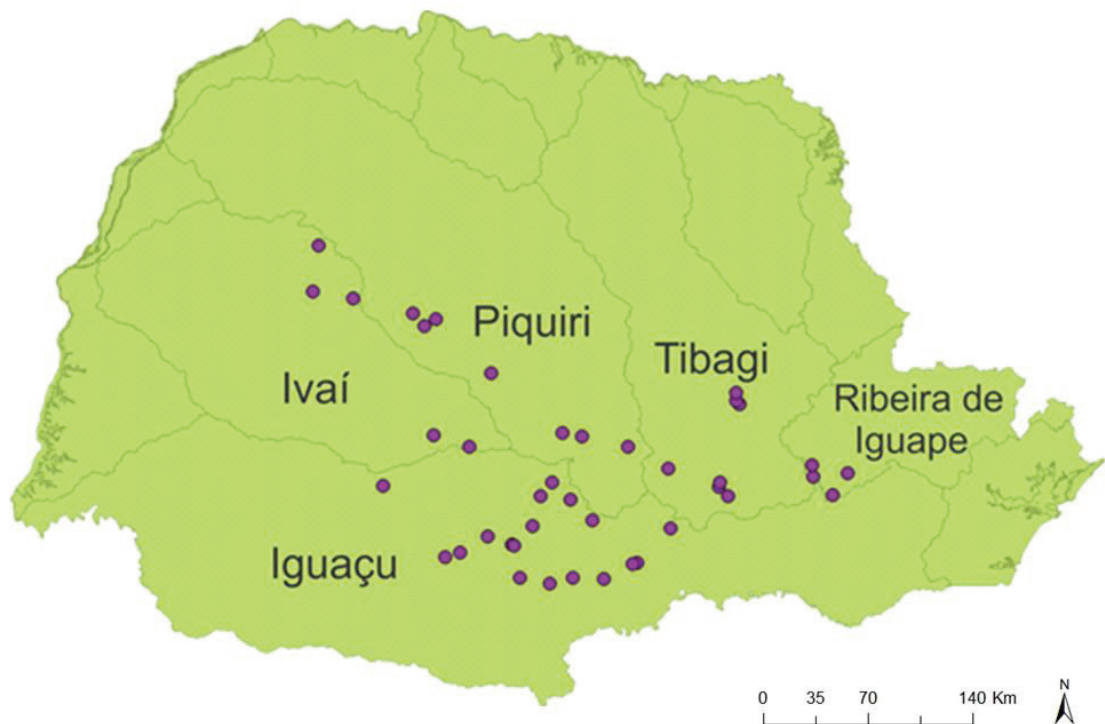 Piquiri
Tibagi
Ivaí
Ribeira de
Iguape
Iguaçu
N
0 35 70 140 Km